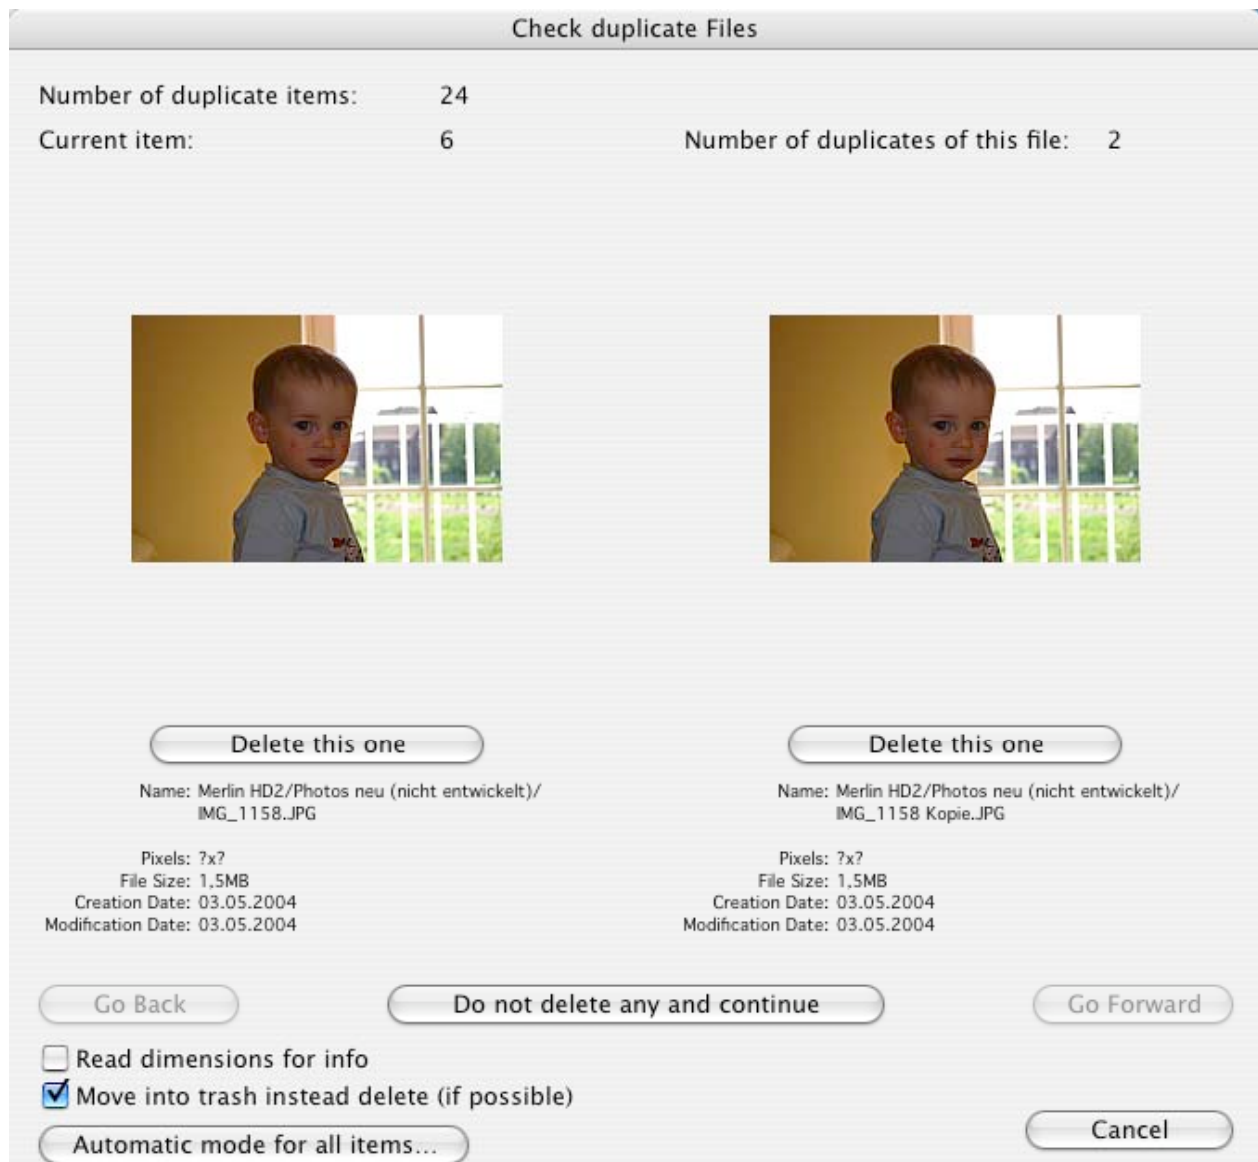 Check duplicate Files
Number of duplicate items: 24
Current item: 6 Number of duplicates of this file: 2
Delete this one Delete this one
Name: Merlin HD2/Photos neu (nicht entwickelt)/ Name: Merlin HD2/Photos neu (nicht entwickelt)/
IMG_1158.JPG IMG_1158 Kopie.JPG
Pixels: ?x? Pixels: ?x?
File Size: 1,5MB File Size: 1,5MB
Creation Date: 03.05.2004 Creation Date: 03.05.2004
Modification Date: 03.05.2004 Modification Date: 03.05.2004
Go Back Do not delete any and continue Go Forward
Read dimensions for info
Move into trash instead delete (if possible)
Automatic mode for all items... Cancel